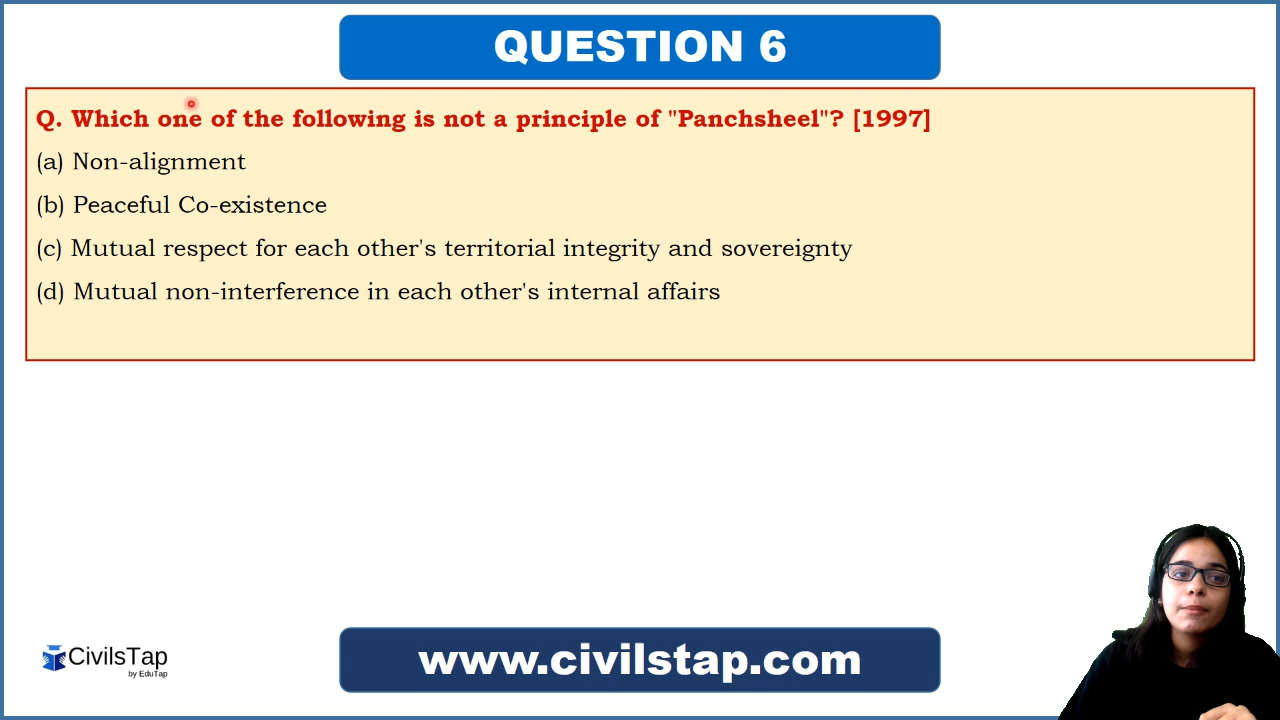 QUESTION 6
Q. Which one of the following is not a principle of "Panchsheel"? [1997]
(a) Non-alignment
(b) Peaceful Co-existence
(c) Mutual respect for each other's territorial integrity and sovereignty
(d) Mutual non-interference in each other's internal affairs
CivilsTap
by EduTap
www.civilstap.com